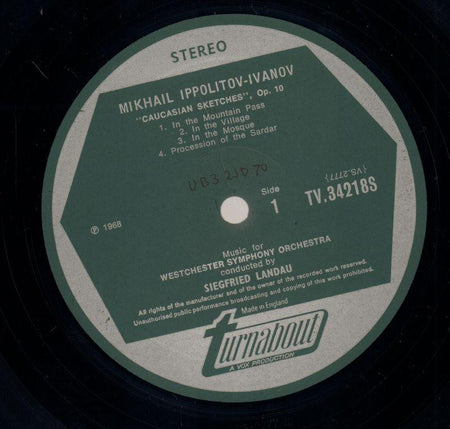 STEREO
MIKHAIL IPPOLITOV-IVANOV
"CAUCASIAN SKETCHES", Op. 10
1. In the Mountain Pass
2. In the Village
3. In the Mosque
4. Procession of the Sardar
Side
1
(VS.2777)
TV.34218S
℗ 1968
Music for
WESTCHESTER SYMPHONY ORCHESTRA
conducted by
SIEGFRIED LANDAU
All rights of the manufacturer and of the owner of the recorded work reserved.
Unauthorised public performance broadcasting and copying of this work prohibited.
Made in England
turnabout
A VOX PRODUCTION